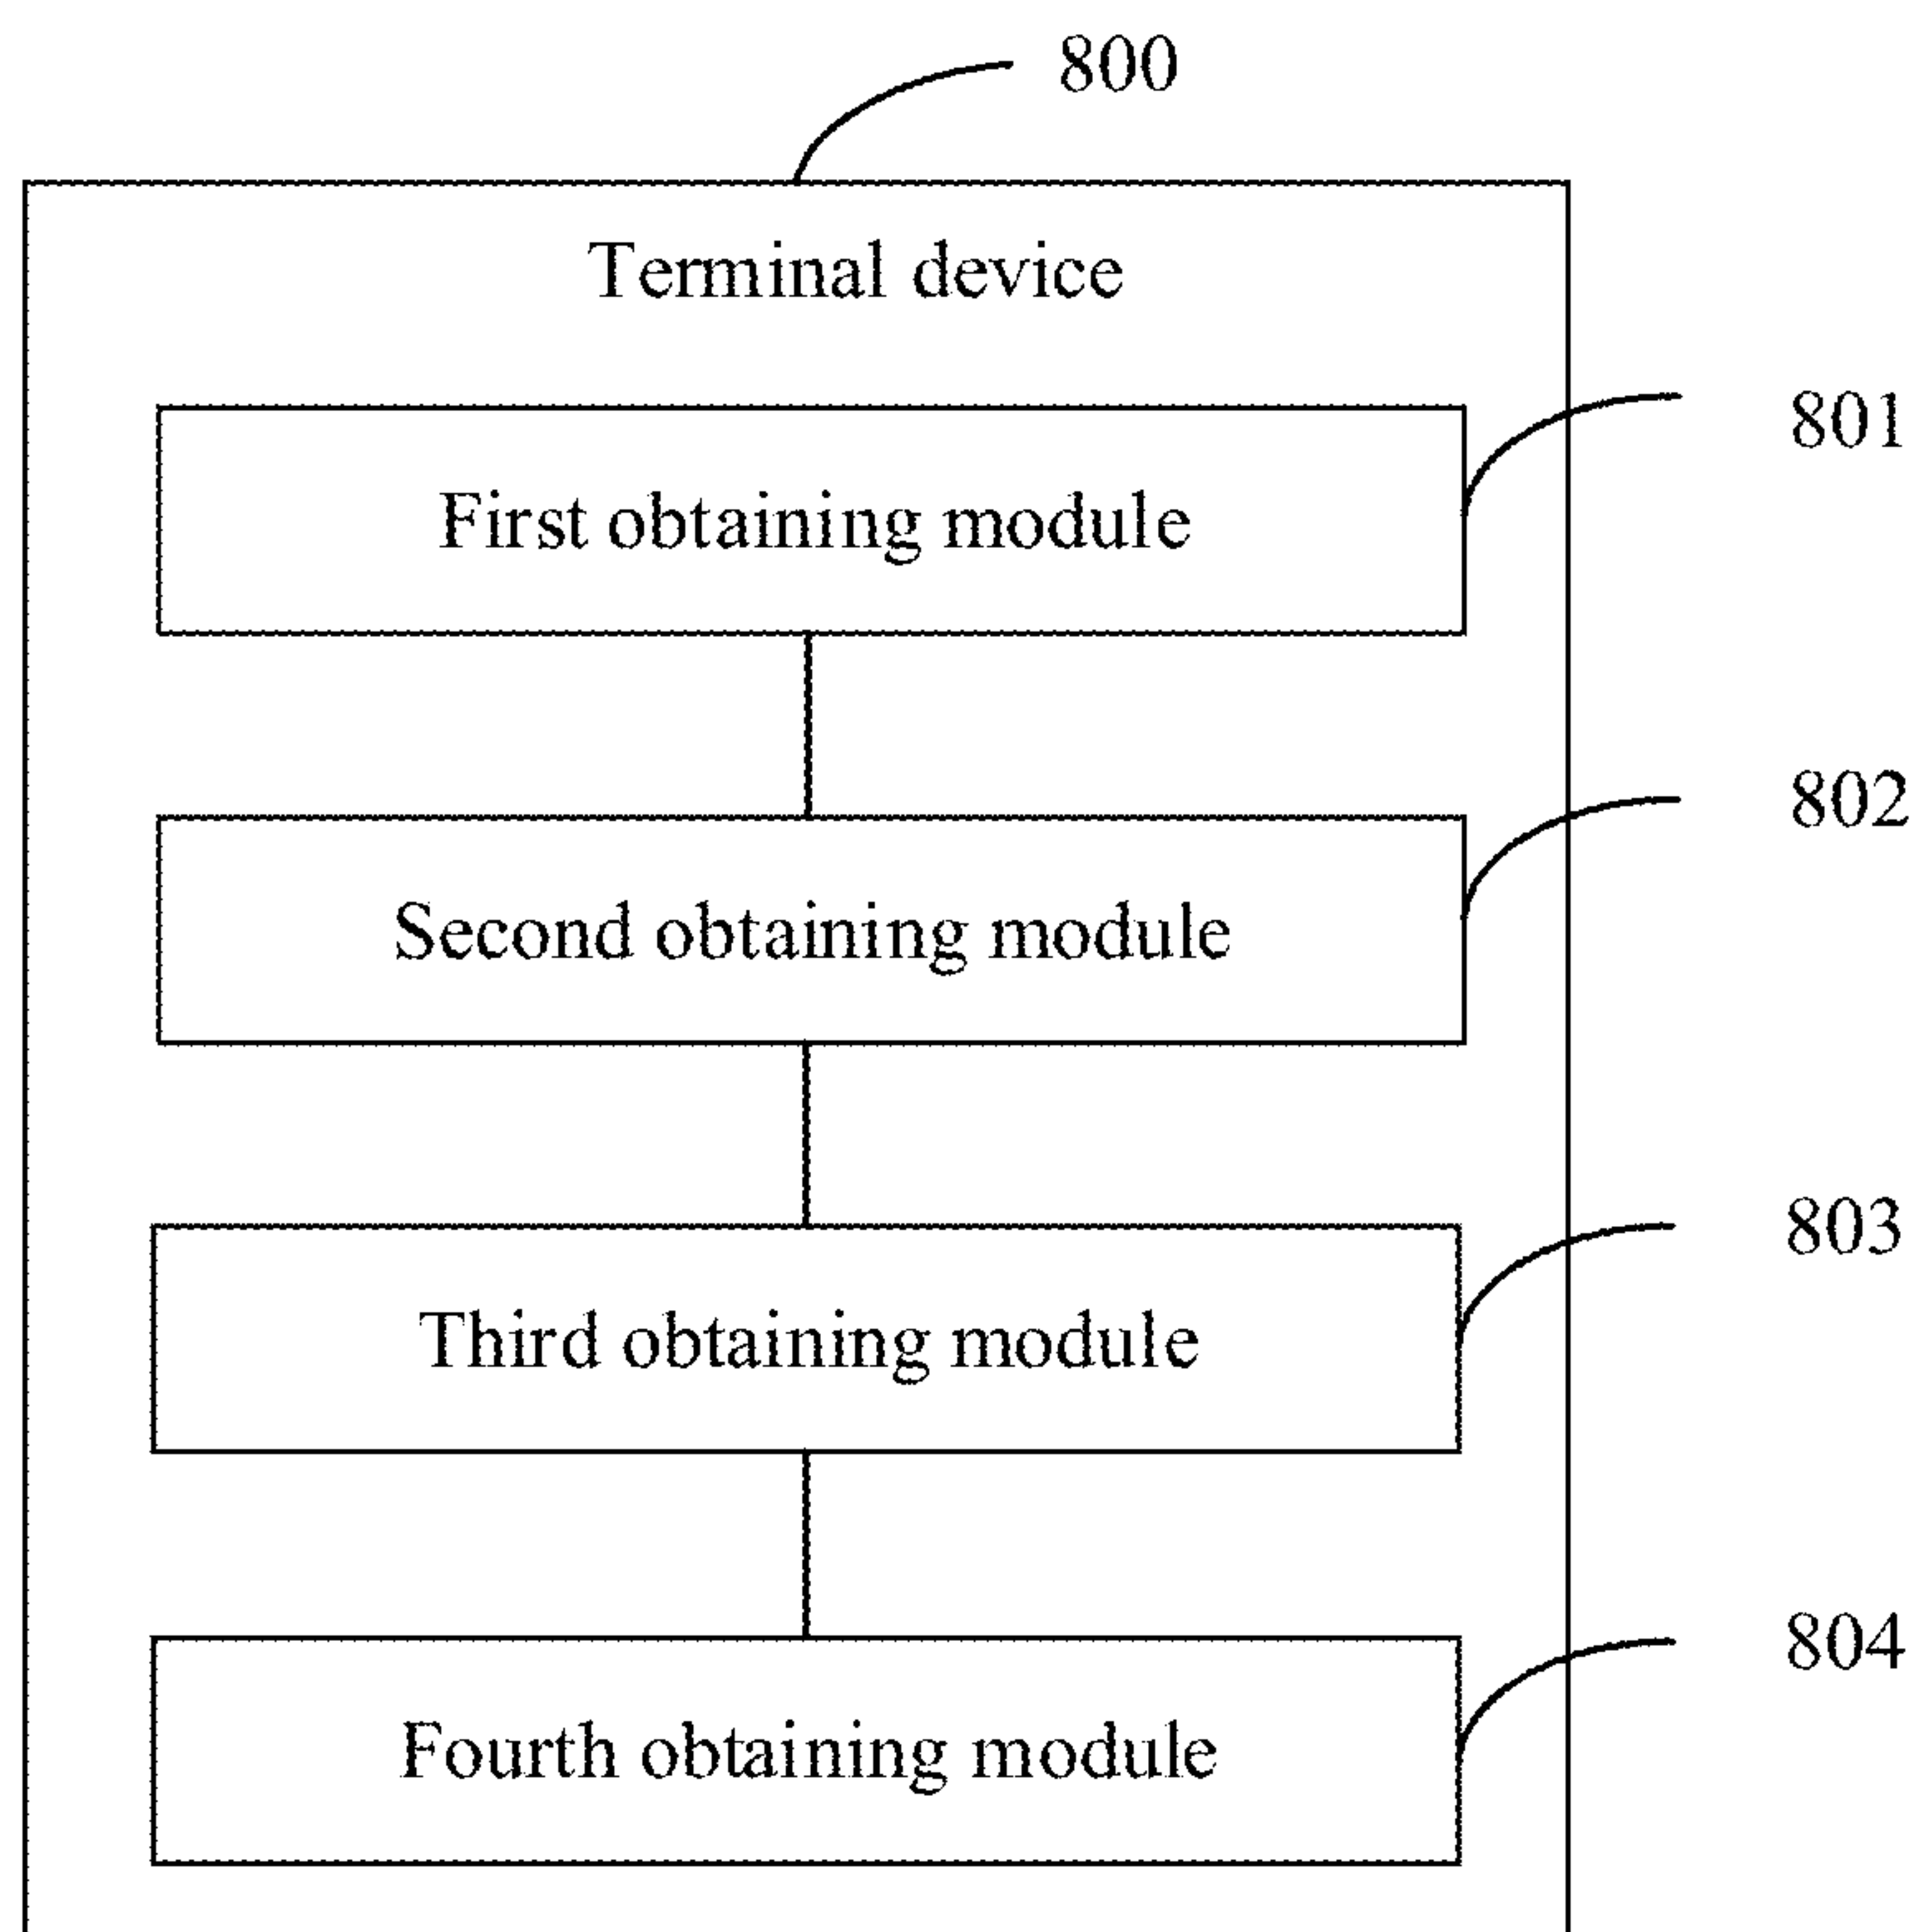 800
Terminal device
801
First obtaining module
802
Second obtaining module
803
Third obtaining module
804
Fourth obtaining module